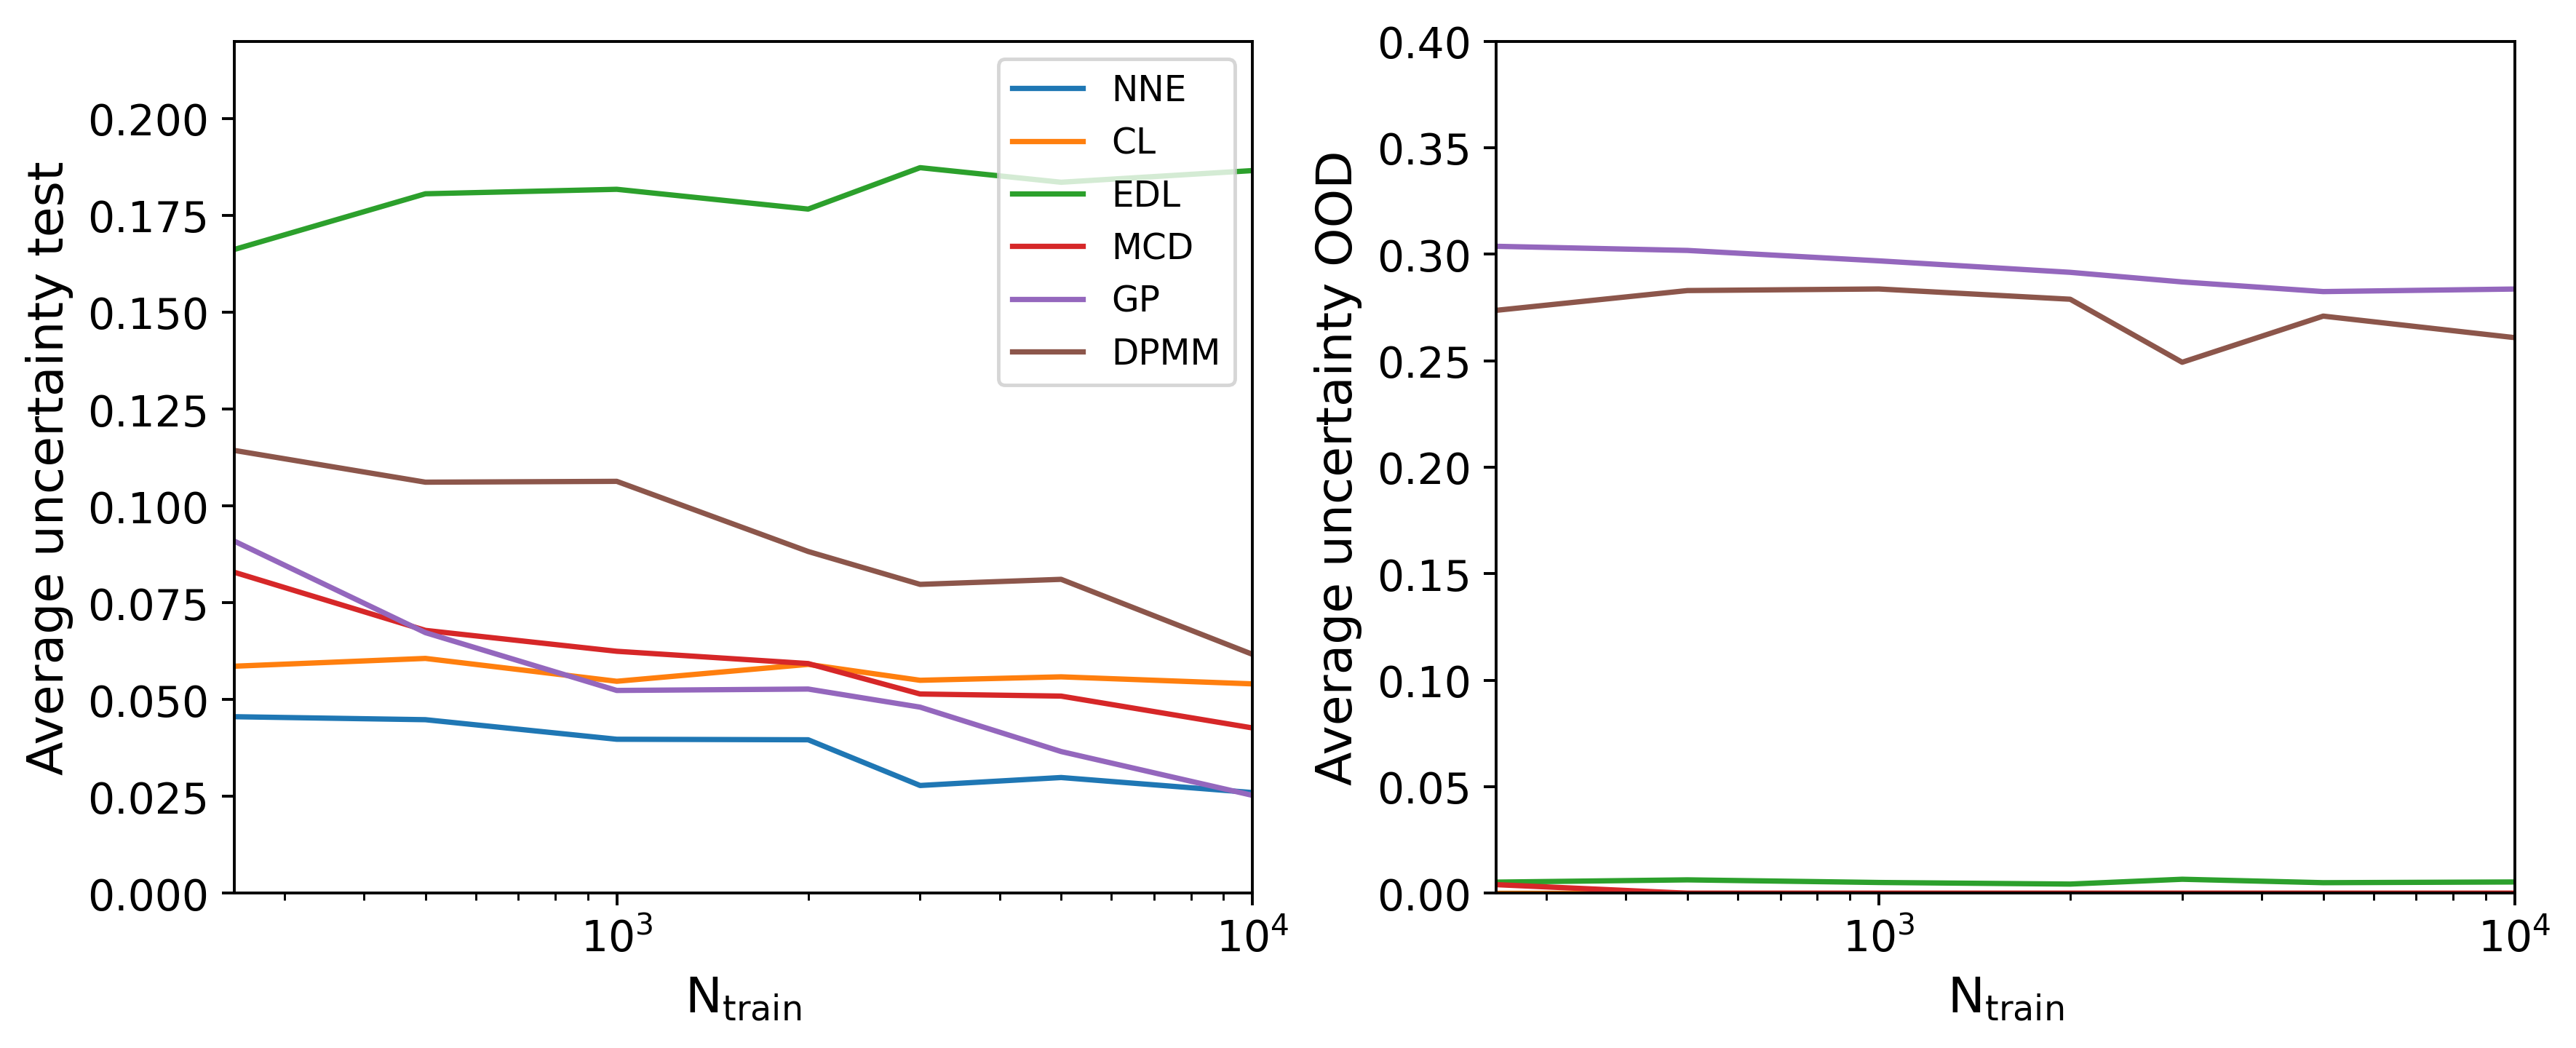 Average uncertainty test
0.200
0.175
0.150
0.125
0.100
0.075
0.050
0.025
0.000
NNE
CL
EDL
MCD
GP
DPMM
10³ 10⁴
N_train
Average uncertainty OOD
0.40
0.35
0.30
0.25
0.20
0.15
0.10
0.05
0.00
10³ 10⁴
N_train